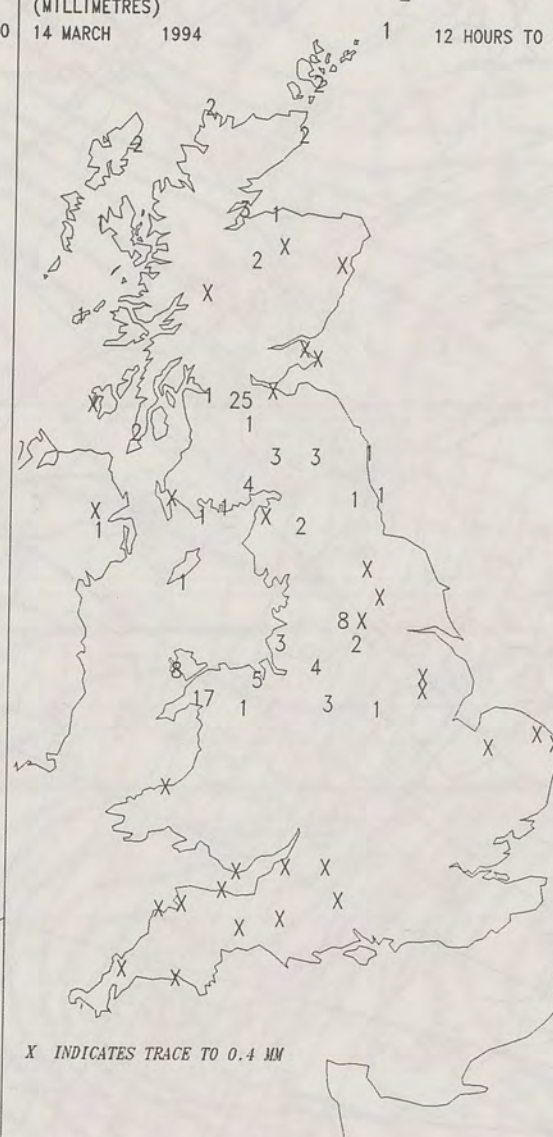 (MILLIMETRES)
0 14 MARCH 1994 1 12 HOURS TO
2
2
2
2
3 1
X
2 X
X
1
X X
X
X 1 25
1
2
3 3 1
4
X 1 1 1 1
X X
1 2
X
1 X
8 X
3 2
8 4
5 X
17 X
1 3 1
X
X
X
X X X
X
X X X
X X
X
X
X INDICATES TRACE TO 0.4 MM